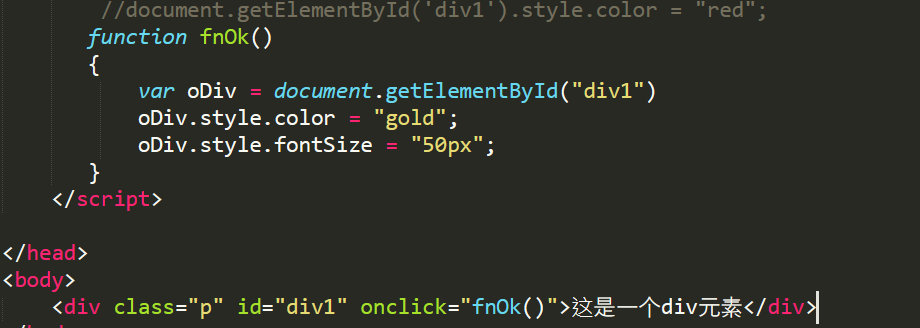 //document.getElementById('div1').style.color = "red";
function fnOk()
{
var oDiv = document.getElementById("div1")
oDiv.style.color = "gold";
oDiv.style.fontSize = "50px";
}
</script>
</head>
<body>
<div class="p" id="div1" onclick="fnOk()">这是一个div元素</div>